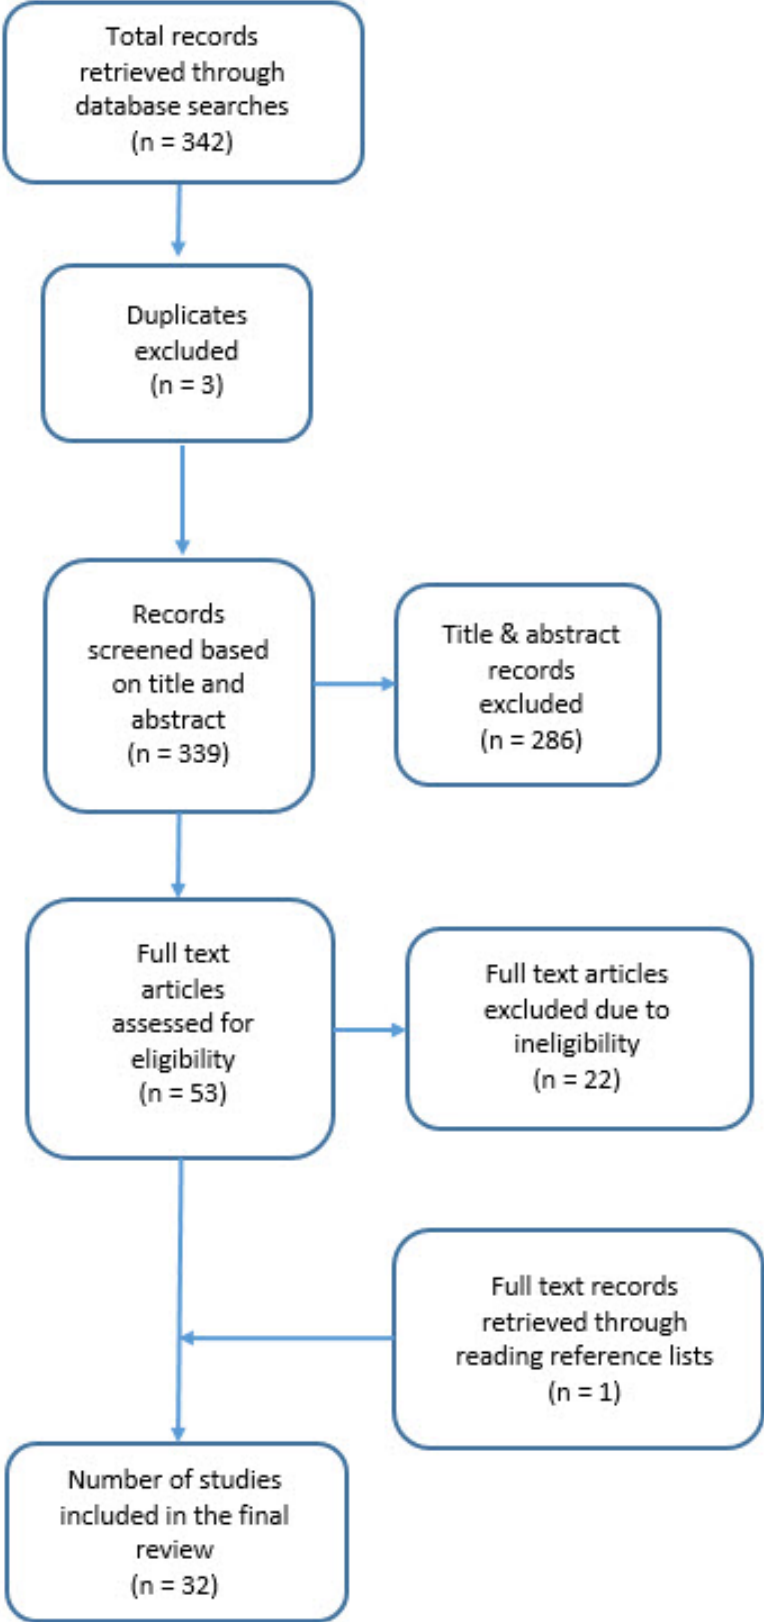 Total records
retrieved through
database searches
(n = 342)
Duplicates
excluded
(n = 3)
Records
screened based
on title and
abstract
(n = 339)
Title & abstract
records
excluded
(n = 286)
Full text
articles
assessed for
eligibility
(n = 53)
Full text articles
excluded due to
ineligibility
(n = 22)
Full text records
retrieved through
reading reference lists
(n = 1)
Number of studies
included in the final
review
(n = 32)